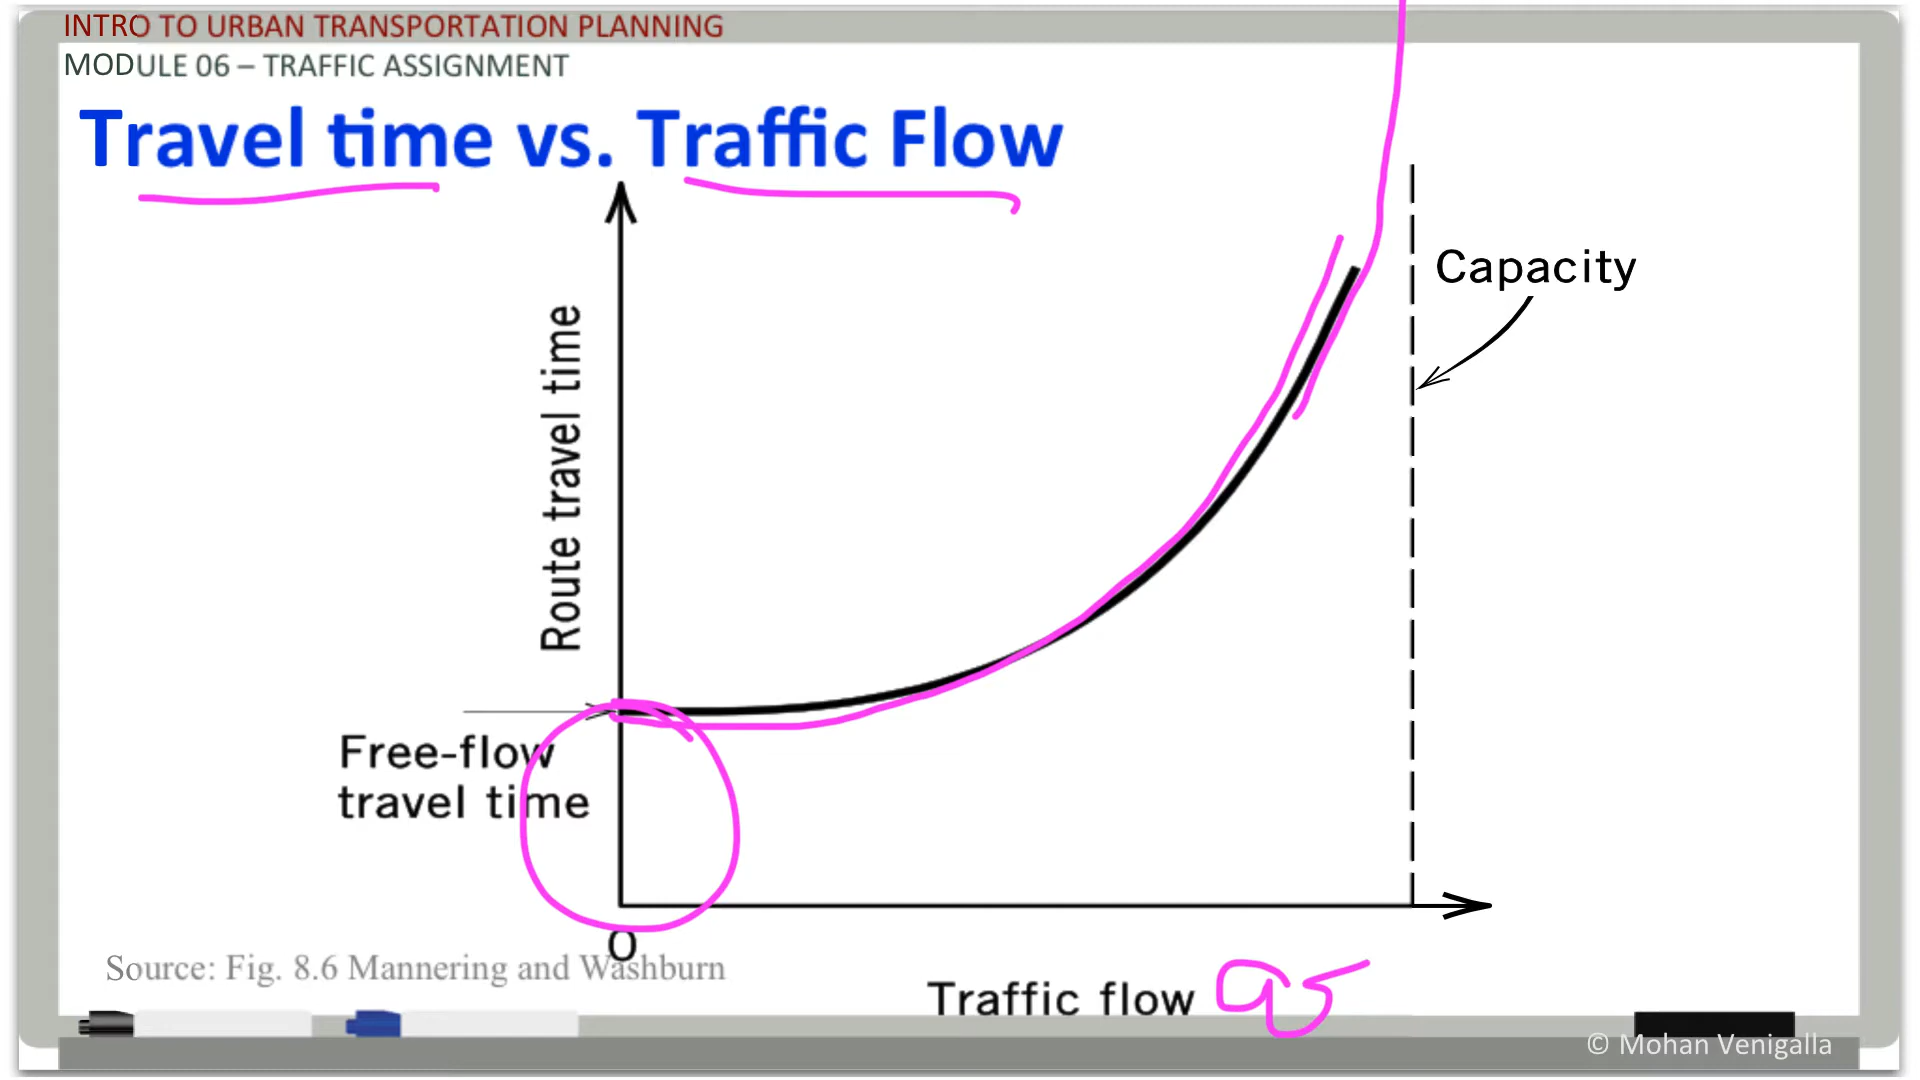 INTRO TO URBAN TRANSPORTATION PLANNING
MODULE 06 – TRAFFIC ASSIGNMENT
Travel time vs. Traffic Flow
Capacity
Route travel time
Free-flow
travel time
0
Source: Fig. 8.6 Mannering and Washburn
Traffic flow
© Mohan Venigalla